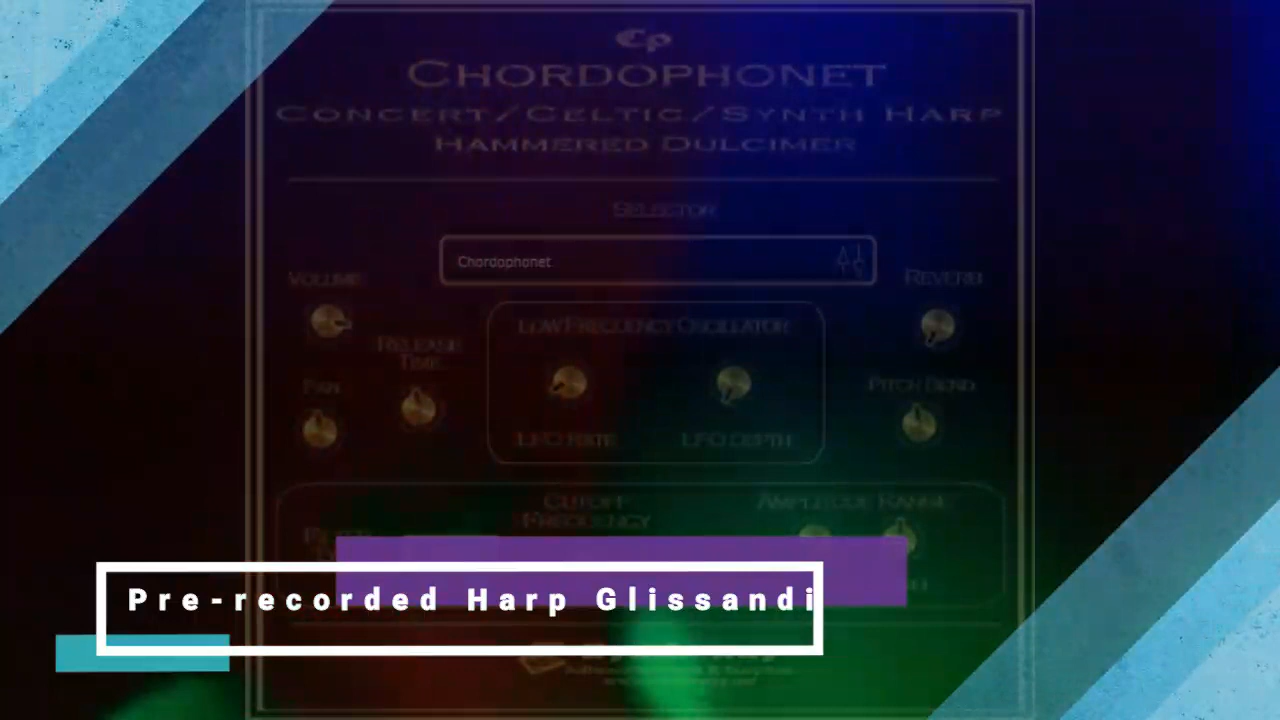 Cp
CHORDOPHONET
CONCERT/CELTIC/SYNTH HARP
HAMMERED DULCIMER
SELECTOR
Chordophonet
VOLUME
REVERB
LOW FREQUENCY OSCILLATOR
RELEASE
TIME
PAN
PITCH BEND
LFO RATE
LFO DEPTH
CUTOFF
FREQUENCY
AMPLITUDE RANGE
Pre-recorded Harp Glissandi